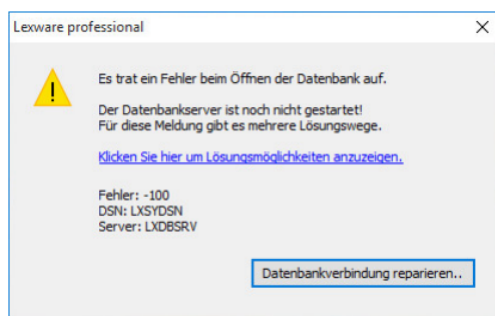 Lexware professional
Es trat ein Fehler beim Öffnen der Datenbank auf.
Der Datenbankserver ist noch nicht gestartet!
Für diese Meldung gibt es mehrere Lösungswege.
Klicken Sie hier um Lösungsmöglichkeiten anzuzeigen.
Fehler: -100
DSN: LXSYDSN
Server: LXDBSRV
Datenbankverbindung reparieren..